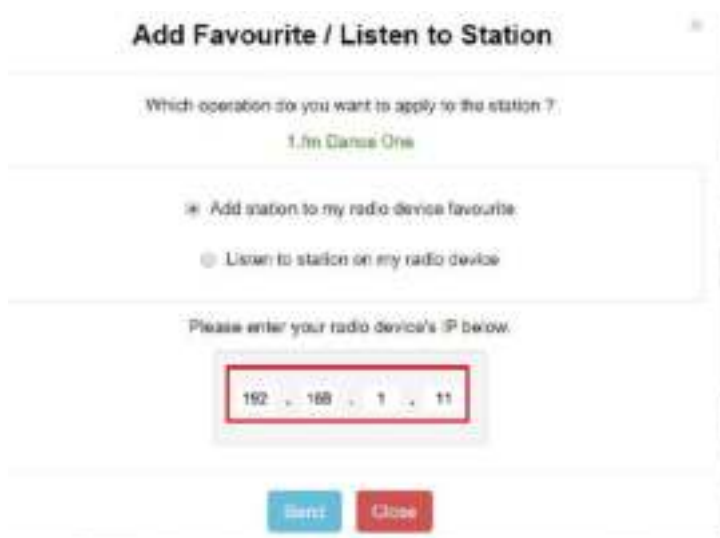 Add Favourite / Listen to Station
Which operation do you want to apply to the station ?
1.fm Dance One
Add station to my radio device favourite
Listen to station on my radio device
Please enter your radio device's IP below.
192 . 168 . 1 . 11
Send Close